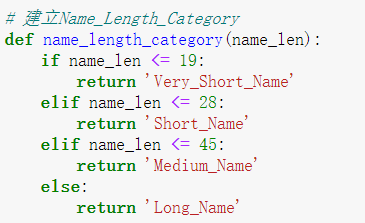 # 建立Name_Length_Category
def name_length_category(name_len):
    if name_len <= 19:
        return 'Very_Short_Name'
    elif name_len <= 28:
        return 'Short_Name'
    elif name_len <= 45:
        return 'Medium_Name'
    else:
        return 'Long_Name'